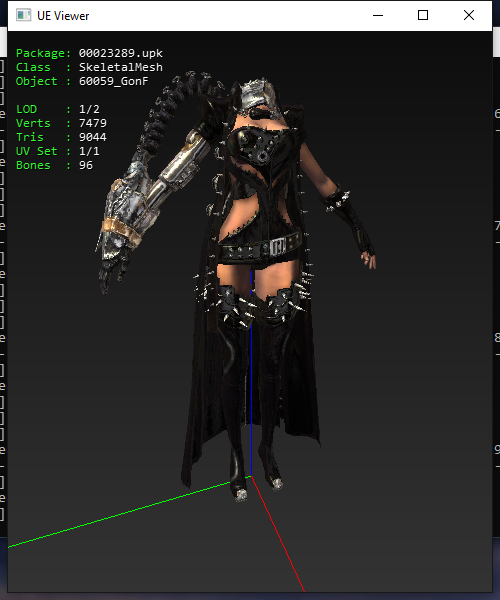 UE Viewer
Package: 00023289.upk
Class : SkeletalMesh
Object : 60059_GonF
LOD : 1/2
Verts : 7479
Tris : 9044
UV Set : 1/1
Bones : 96